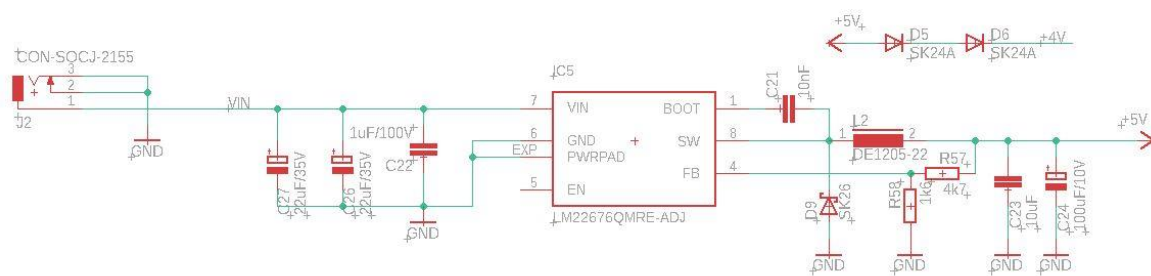 +5V
D5
SK24A
D6
SK24A
+4V
CON-SOCJ-2155
3
2
1
J2
GND
VIN
C27
22uF/35V
C26
22uF/35V
1uF/100V
C22
GND
EXP
IC5
7
VIN
6
GND
PWRPAD
5
EN
BOOT
1
SW
8
FB
4
LM22676QMRE-ADJ
C21
10nF
D9
SK26
GND
L2
1
2
DE1205-22
R57
4k7
R58
1k6
GND
C23
10uF
GND
C24
100uF/10V
GND
+5V